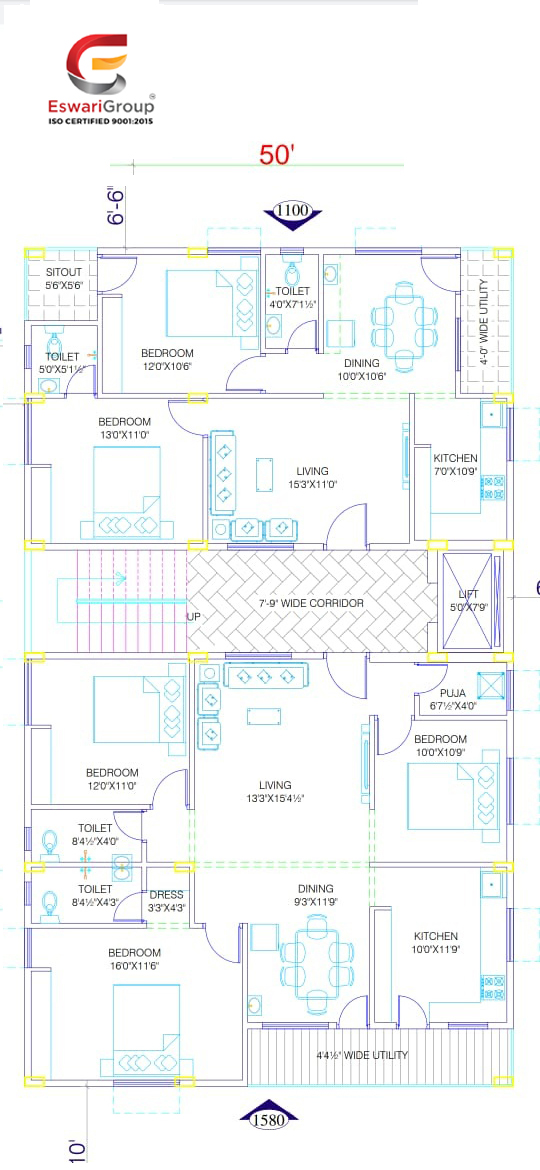 EswariGroup
™
ISO CERTIFIED 9001:2015
50'
6'-6"
1100
SITOUT
5'6"X5'6"
TOILET
4'0"X7'1½"
4'-0" WIDE UTILITY
TOILET
5'0"X5'1½"
BEDROOM
12'0"X10'6"
DINING
10'0"X10'6"
BEDROOM
13'0"X11'0"
LIVING
15'3"X11'0"
KITCHEN
7'0"X10'9"
UP
7'-9" WIDE CORRIDOR
LIFT
5'0"X7'9"
6
PUJA
6'7½"X4'0"
BEDROOM
10'0"X10'9"
BEDROOM
12'0"X11'0"
LIVING
13'3"X15'4½"
TOILET
8'4½"X4'0"
TOILET
8'4½"X4'3"
DRESS
3'3"X4'3"
DINING
9'3"X11'9"
KITCHEN
10'0"X11'9"
BEDROOM
16'0"X11'6"
4'4½" WIDE UTILITY
1580
10'